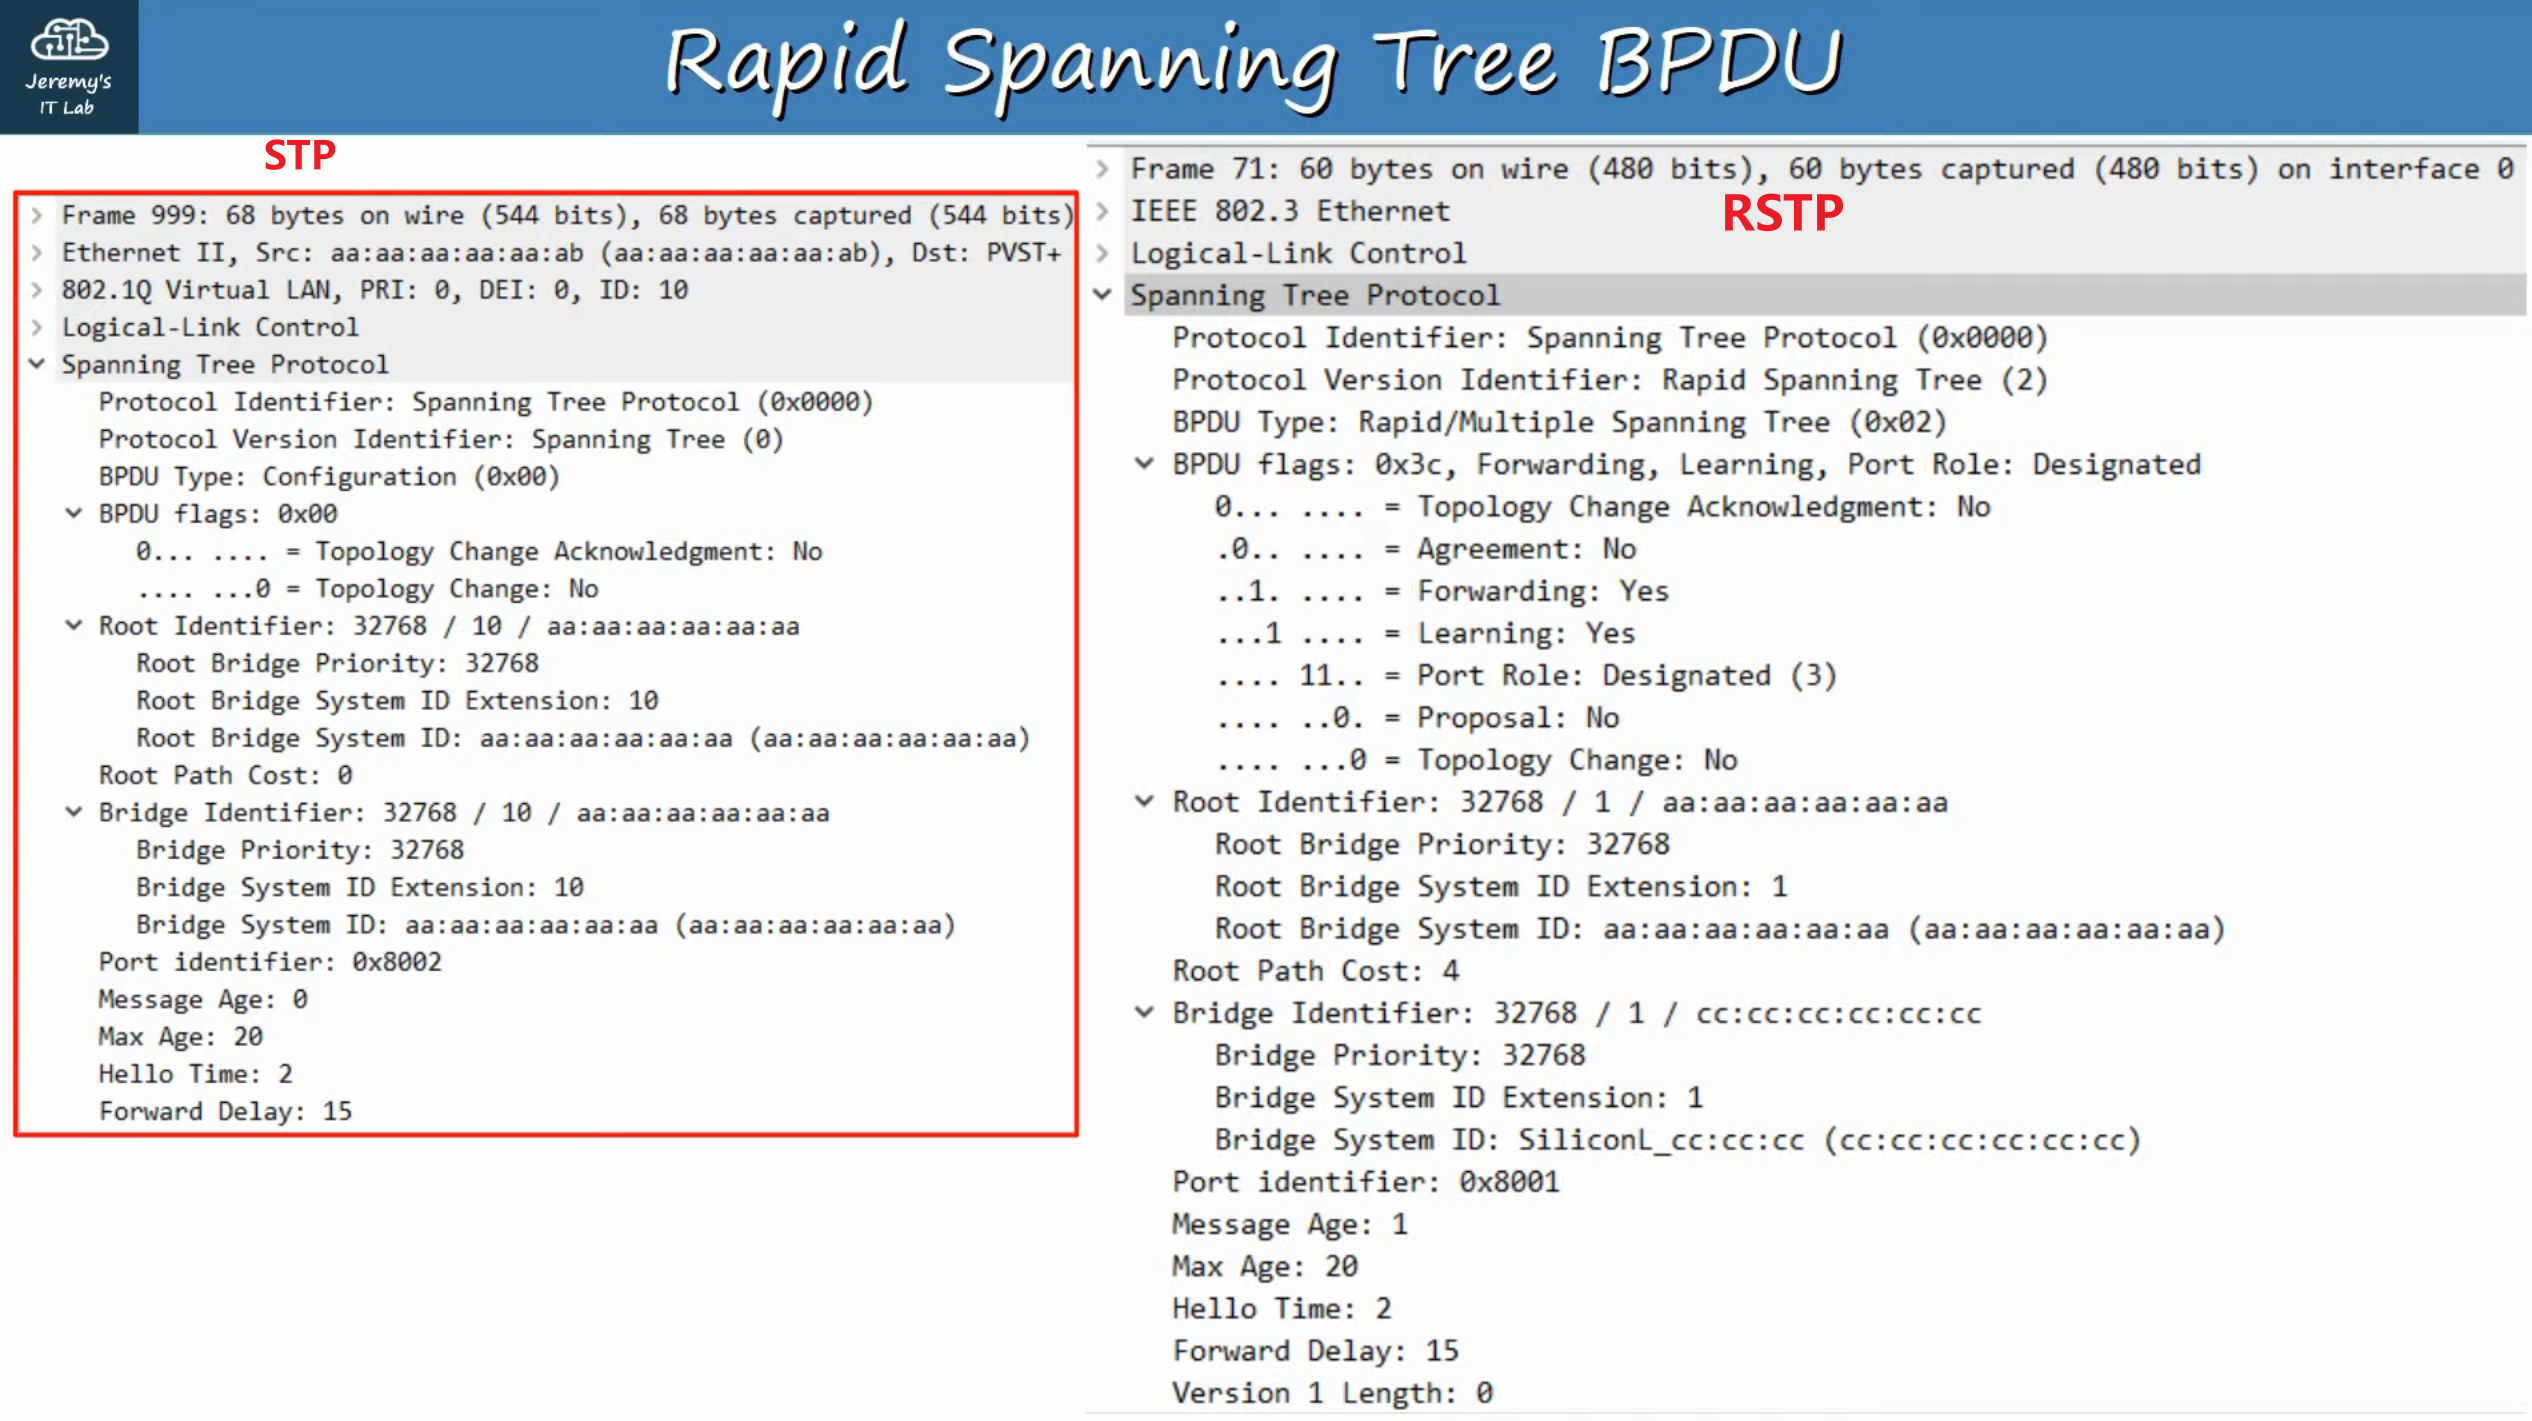 Jeremy's
IT Lab
Rapid Spanning Tree BPDU
STP
Frame 999: 68 bytes on wire (544 bits), 68 bytes captured (544 bits)
Ethernet II, Src: aa:aa:aa:aa:aa:ab (aa:aa:aa:aa:aa:ab), Dst: PVST+
802.1Q Virtual LAN, PRI: 0, DEI: 0, ID: 10
Logical-Link Control
Spanning Tree Protocol
Protocol Identifier: Spanning Tree Protocol (0x0000)
Protocol Version Identifier: Spanning Tree (0)
BPDU Type: Configuration (0x00)
BPDU flags: 0x00
0... .... = Topology Change Acknowledgment: No
.... ...0 = Topology Change: No
Root Identifier: 32768 / 10 / aa:aa:aa:aa:aa:aa
Root Bridge Priority: 32768
Root Bridge System ID Extension: 10
Root Bridge System ID: aa:aa:aa:aa:aa:aa (aa:aa:aa:aa:aa:aa)
Root Path Cost: 0
Bridge Identifier: 32768 / 10 / aa:aa:aa:aa:aa:aa
Bridge Priority: 32768
Bridge System ID Extension: 10
Bridge System ID: aa:aa:aa:aa:aa:aa (aa:aa:aa:aa:aa:aa)
Port identifier: 0x8002
Message Age: 0
Max Age: 20
Hello Time: 2
Forward Delay: 15
Frame 71: 60 bytes on wire (480 bits), 60 bytes captured (480 bits) on interface 0
IEEE 802.3 Ethernet
RSTP
Logical-Link Control
Spanning Tree Protocol
Protocol Identifier: Spanning Tree Protocol (0x0000)
Protocol Version Identifier: Rapid Spanning Tree (2)
BPDU Type: Rapid/Multiple Spanning Tree (0x02)
BPDU flags: 0x3c, Forwarding, Learning, Port Role: Designated
0... .... = Topology Change Acknowledgment: No
.0.. .... = Agreement: No
..1. .... = Forwarding: Yes
...1 .... = Learning: Yes
.... 11.. = Port Role: Designated (3)
.... ..0. = Proposal: No
.... ...0 = Topology Change: No
Root Identifier: 32768 / 1 / aa:aa:aa:aa:aa:aa
Root Bridge Priority: 32768
Root Bridge System ID Extension: 1
Root Bridge System ID: aa:aa:aa:aa:aa:aa (aa:aa:aa:aa:aa:aa)
Root Path Cost: 4
Bridge Identifier: 32768 / 1 / cc:cc:cc:cc:cc:cc
Bridge Priority: 32768
Bridge System ID Extension: 1
Bridge System ID: SiliconL_cc:cc:cc (cc:cc:cc:cc:cc:cc)
Port identifier: 0x8001
Message Age: 1
Max Age: 20
Hello Time: 2
Forward Delay: 15
Version 1 Length: 0